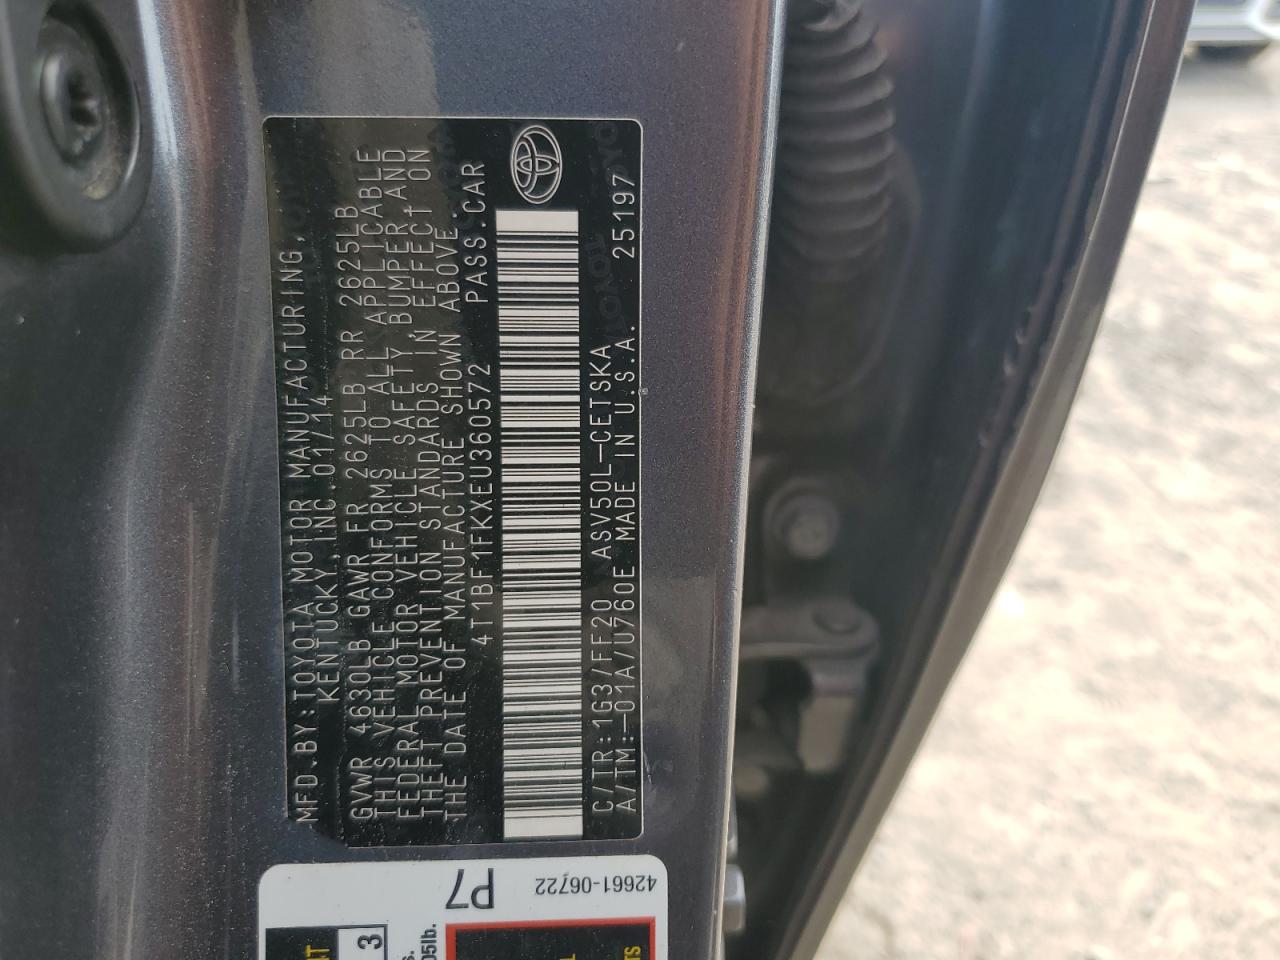 MFD.BY:TOYOTA MOTOR MANUFACTURING,
KENTUCKY, INC. 01/14
GVWR 4630LB GAWR FR 2625LB RR 2625LB
THIS VEHICLE CONFORMS TO ALL APPLICABLE
FEDERAL MOTOR VEHICLE SAFETY, BUMPER, AND
THEFT PREVENTION STANDARDS IN EFFECT ON
THE DATE OF MANUFACTURE SHOWN ABOVE.
4T1BF1FKXEU360572 PASS.CAR
C/TR:1G3/FF20 ASV50L-CETSKA
A/TM:-01A/U760E MADE IN U.S.A. 25197
42661-06722
P7
3